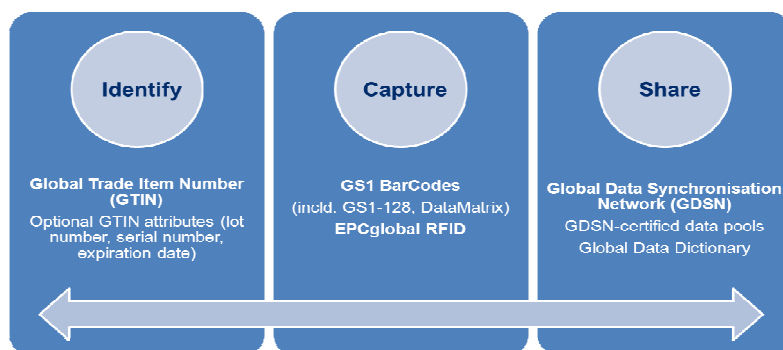 Identify
Global Trade Item Number
(GTIN)
Optional GTIN attributes (lot
number, serial number,
expiration date)
Capture
GS1 BarCodes
(incld. GS1-128, DataMatrix)
EPCglobal RFID
Share
Global Data Synchronisation
Network (GDSN)
GDSN-certified data pools
Global Data Dictionary